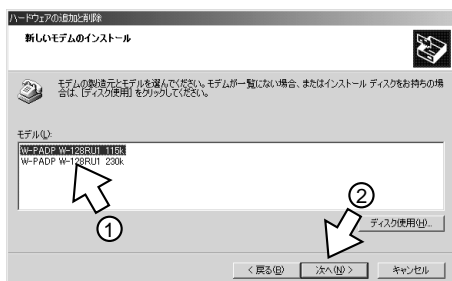 ハードウェアの追加と削除
新しいモデムのインストール
モデムの製造元とモデルを選んでください。モデムが一覧にない場合、またはインストール ディスクをお持ちの場
合は、[ディスク使用] をクリックしてください。
モデル(L):
W-PADP W-128RU1 115k
W-PADP W-128RU1 230k
①
②
ディスク使用(H)...
< 戻る(B)
次へ(N) >
キャンセル